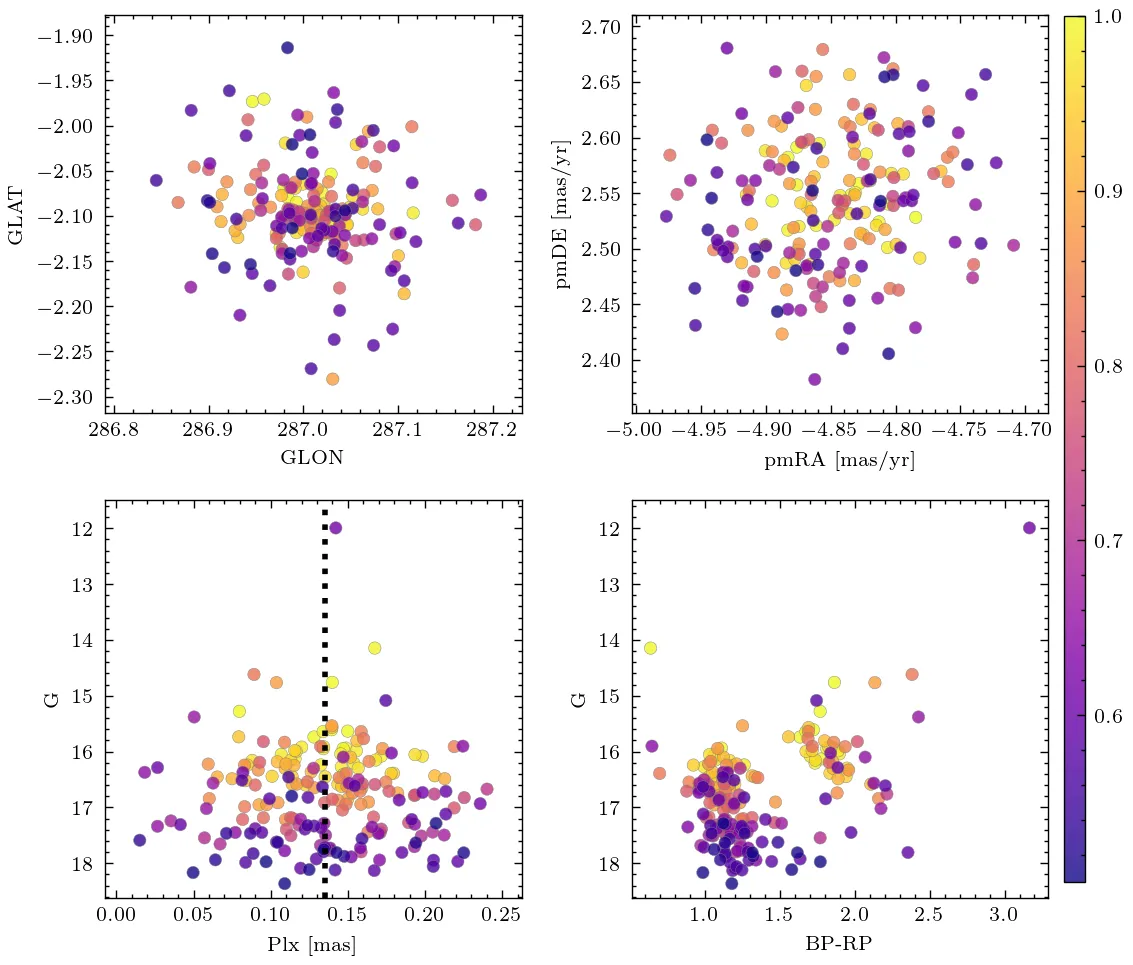 −1.90
−1.95
−2.00
−2.05
−2.10
−2.15
−2.20
−2.25
−2.30
GLAT
286.8 286.9 287.0 287.1 287.2
GLON
2.70
2.65
2.60
2.55
2.50
2.45
2.40
pmDE [mas/yr]
−5.00 −4.95 −4.90 −4.85 −4.80 −4.75 −4.70
pmRA [mas/yr]
1.0
0.9
0.8
0.7
0.6
12
13
14
15
16
17
18
G
0.00 0.05 0.10 0.15 0.20 0.25
Plx [mas]
12
13
14
15
16
17
18
G
1.0 1.5 2.0 2.5 3.0
BP-RP